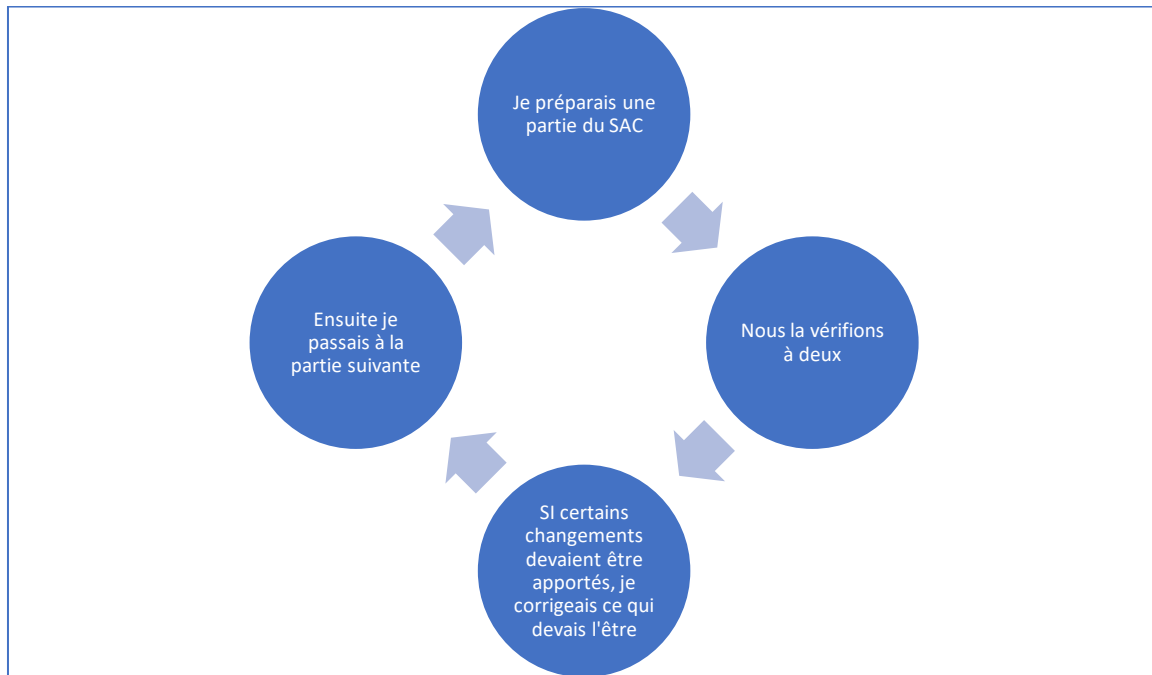 Je préparais une
partie du SAC
Nous la vérifions
à deux
SI certains
changements
devaient être
apportés, je
corrigeais ce qui
devais l'être
Ensuite je
passais à la
partie suivante